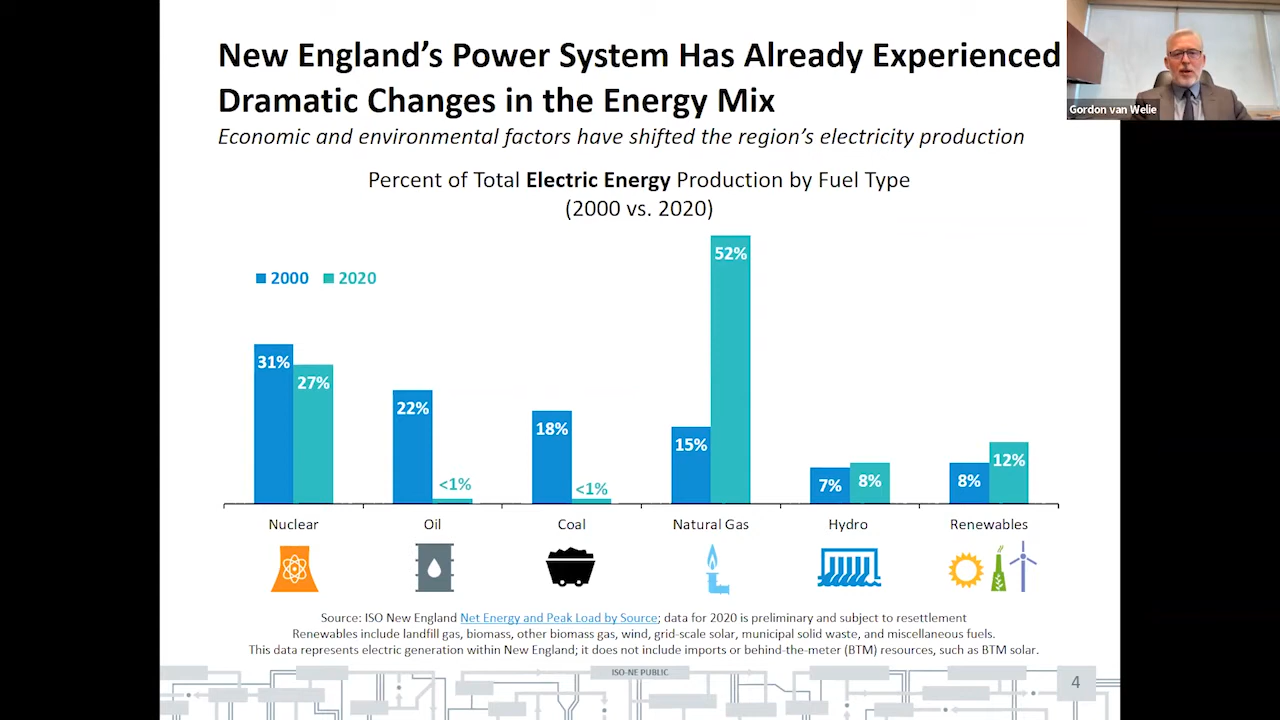 New England's Power System Has Already Experienced
Dramatic Changes in the Energy Mix
Economic and environmental factors have shifted the region's electricity production
Gordon van Welie
Percent of Total Electric Energy Production by Fuel Type
(2000 vs. 2020)
2000 2020
31% 27% 22% <1% 18% <1% 15% 52% 7% 8% 8% 12%
Nuclear Oil Coal Natural Gas Hydro Renewables
Source: ISO New England Net Energy and Peak Load by Source; data for 2020 is preliminary and subject to resettlement
Renewables include landfill gas, biomass, other biomass gas, wind, grid-scale solar, municipal solid waste, and miscellaneous fuels.
This data represents electric generation within New England; it does not include imports or behind-the-meter (BTM) resources, such as BTM solar.
ISO-NE PUBLIC
4